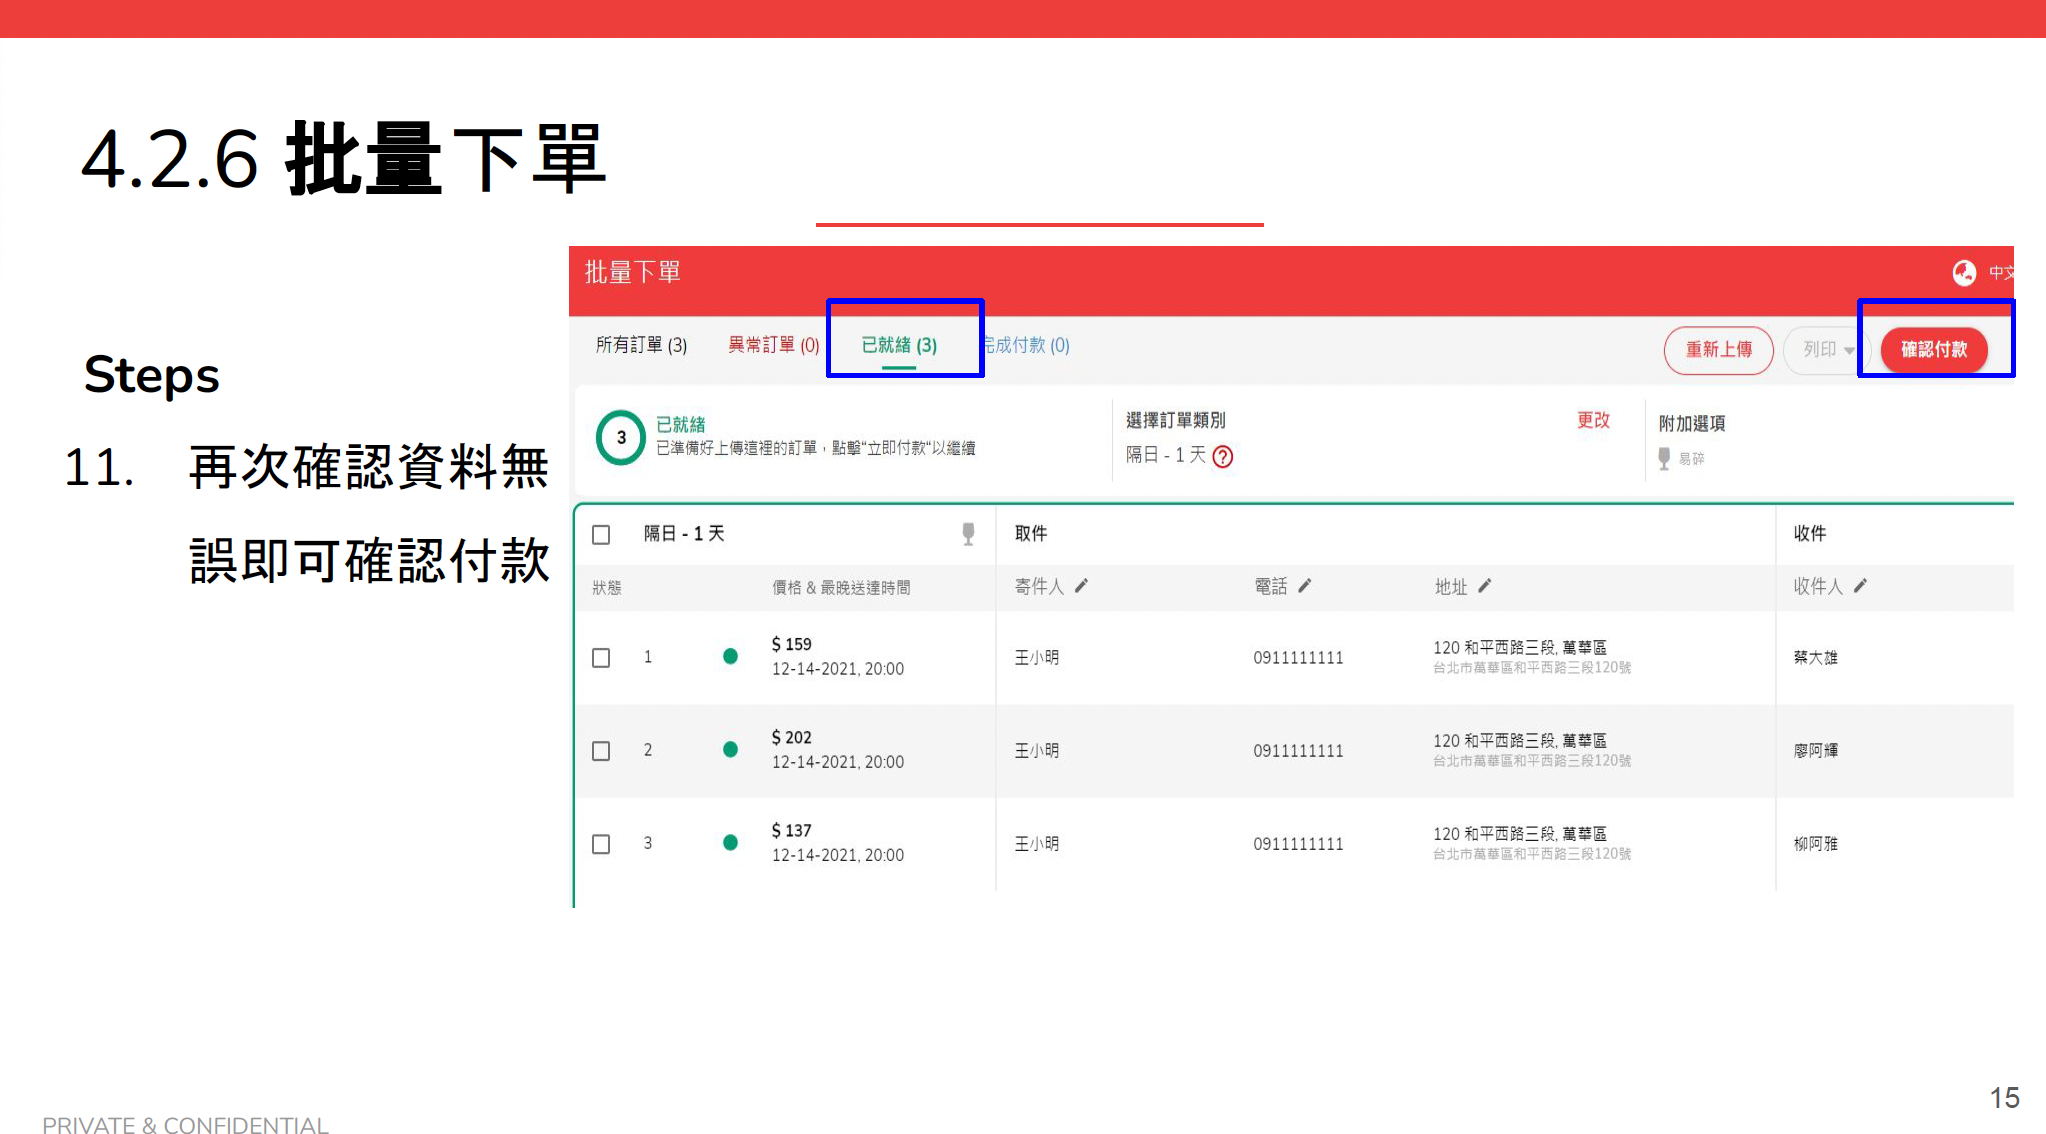 4.2.6 批量下單
Steps
11. 再次確認資料無
誤即可確認付款
批量下單
中文
所有訂單 (3) 異常訂單 (0) 已就緒 (3) 完成付款 (0) 重新上傳 列印 確認付款
3 已就緒
已準備好上傳這裡的訂單，點擊“立即付款“以繼續
選擇訂單類別 更改
隔日 - 1 天 ?
附加選項
易碎
隔日 - 1 天 取件 收件
狀態 價格 & 最晚送達時間 寄件人 電話 地址 收件人
1 $ 159 王小明 0911111111 120 和平西路三段, 萬華區 蔡大雄
12-14-2021, 20:00 台北市萬華區和平西路三段120號
2 $ 202 王小明 0911111111 120 和平西路三段, 萬華區 廖阿輝
12-14-2021, 20:00 台北市萬華區和平西路三段120號
3 $ 137 王小明 0911111111 120 和平西路三段, 萬華區 柳阿雅
12-14-2021, 20:00 台北市萬華區和平西路三段120號
15
PRIVATE & CONFIDENTIAL